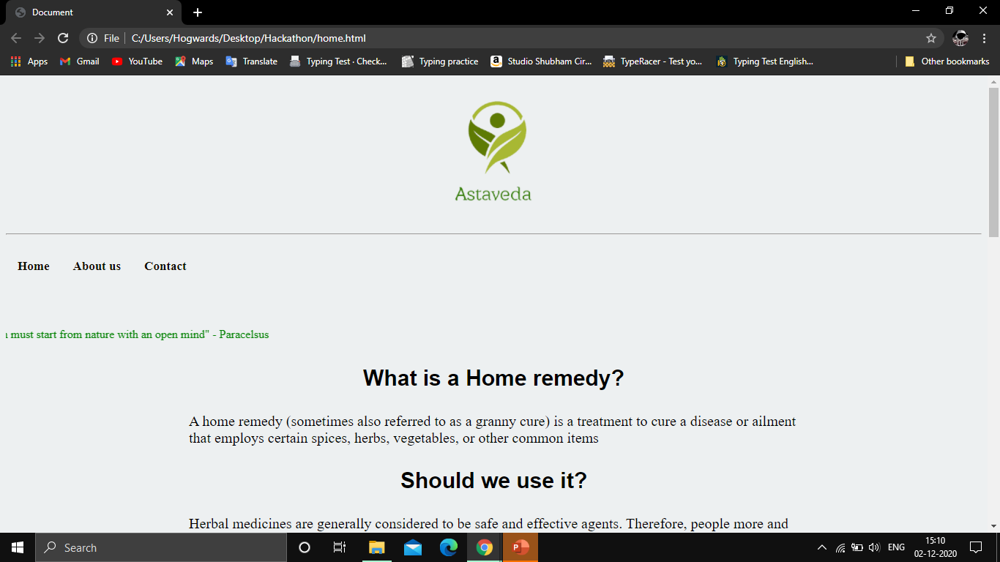 Document
File
C:/Users/Hogwards/Desktop/Hackathon/home.html
Apps Gmail YouTube Maps Translate Typing Test · Check... Typing practice Studio Shubham Cir... TypeRacer - Test yo... Typing Test English... Other bookmarks
Astaveda
Home About us Contact
must start from nature with an open mind" - Paracelsus
What is a Home remedy?
A home remedy (sometimes also referred to as a granny cure) is a treatment to cure a disease or ailment
that employs certain spices, herbs, vegetables, or other common items
Should we use it?
Herbal medicines are generally considered to be safe and effective agents. Therefore, people more and
Search
ENG
15:10
02-12-2020